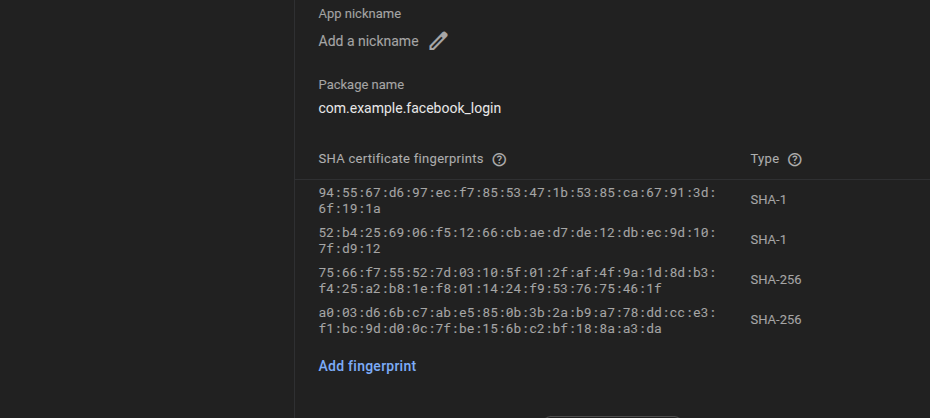 App nickname
Add a nickname
Package name
com.example.facebook_login
SHA certificate fingerprints
Type
94:55:67:d6:97:ec:f7:85:53:47:1b:53:85:ca:67:91:3d:
6f:19:1a
SHA-1
52:b4:25:69:06:f5:12:66:cb:ae:d7:de:12:db:ec:9d:10:
7f:d9:12
SHA-1
75:66:f7:55:52:7d:03:10:5f:01:2f:af:4f:9a:1d:8d:b3:
f4:25:a2:b8:1e:f8:01:14:24:f9:53:76:75:46:1f
SHA-256
a0:03:d6:6b:c7:ab:e5:85:0b:3b:2a:b9:a7:78:dd:cc:e3:
f1:bc:9d:d0:0c:7f:be:15:6b:c2:bf:18:8a:a3:da
SHA-256
Add fingerprint